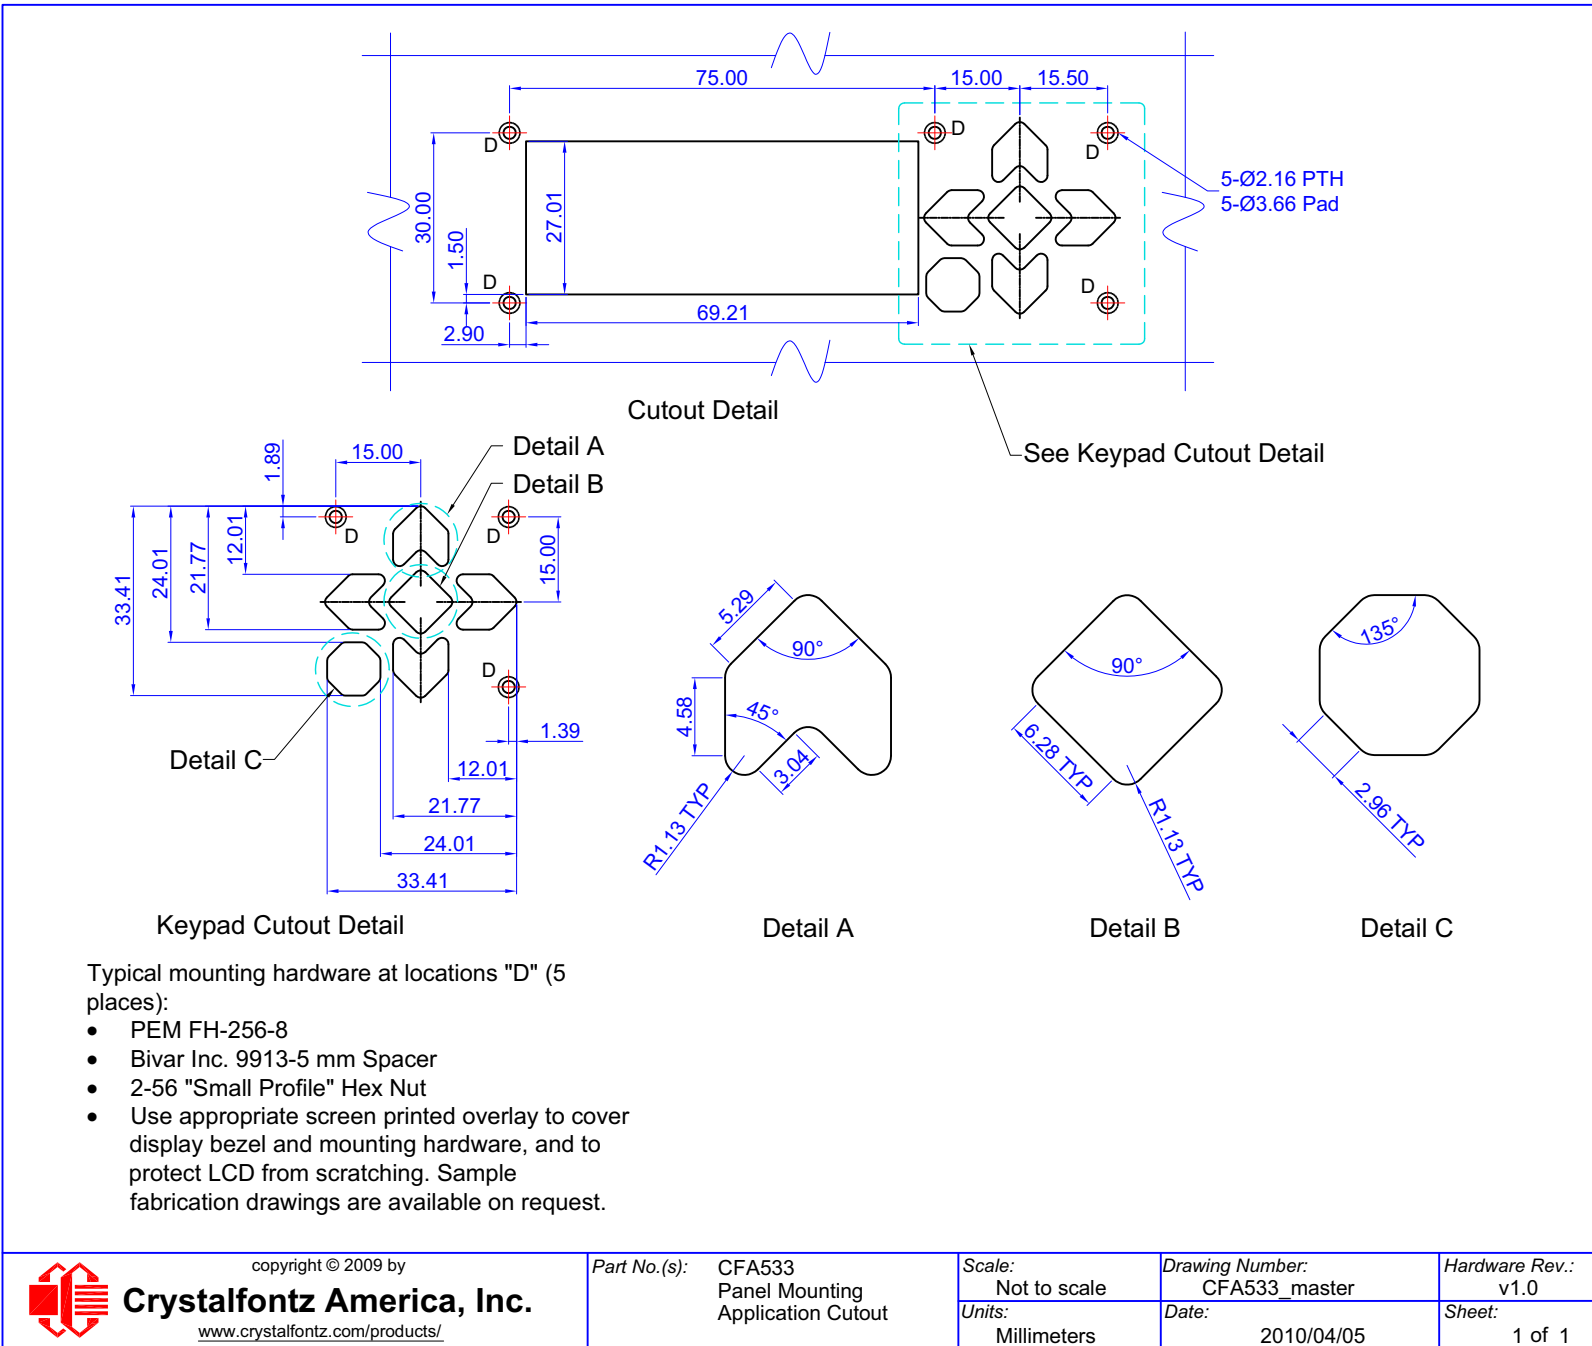 75.00
15.00
15.50
D
D
D
5-Ø2.16 PTH
5-Ø3.66 Pad
30.00
27.01
1.50
D
D
69.21
2.90
Cutout Detail
See Keypad Cutout Detail
Detail A
Detail B
1.89
15.00
D
D
12.01
21.77
24.01
33.41
15.00
D
1.39
Detail C
12.01
21.77
24.01
33.41
Keypad Cutout Detail
5.29
90°
4.58
45°
3.04
R1.13 TYP
Detail A
90°
6.28 TYP
R1.13 TYP
Detail B
135°
2.96 TYP
Detail C
Typical mounting hardware at locations "D" (5
places):
• PEM FH-256-8
• Bivar Inc. 9913-5 mm Spacer
• 2-56 "Small Profile" Hex Nut
• Use appropriate screen printed overlay to cover
display bezel and mounting hardware, and to
protect LCD from scratching. Sample
fabrication drawings are available on request.
copyright © 2009 by
Crystalfontz America, Inc.
www.crystalfontz.com/products/
Part No.(s): CFA533
Panel Mounting
Application Cutout
Scale:
Not to scale
Units:
Millimeters
Drawing Number:
CFA533_master
Date:
2010/04/05
Hardware Rev.:
v1.0
Sheet:
1 of 1